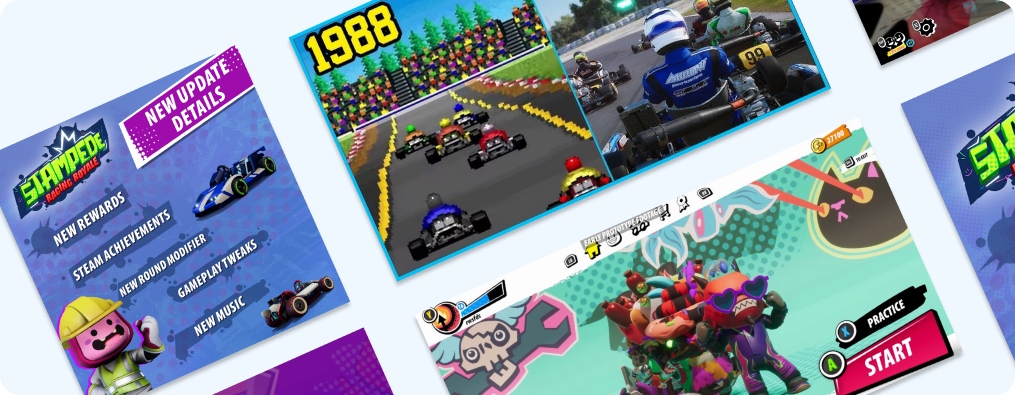 NEW UPDATE
DETAILS
STAMPEDE
RACING ROYALE
NEW REWARDS
STEAM ACHIEVEMENTS
NEW ROUND MODIFIER
GAMEPLAY TWEAKS
NEW MUSIC
1988
99
27100
EARLY PROTOTYPE FOOTAGE
Y
X
PRACTICE
A
START